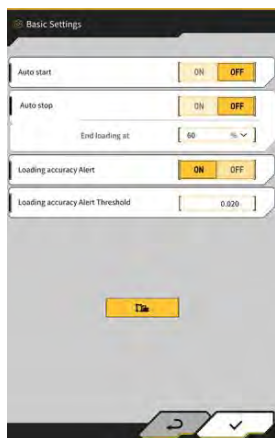 Basic Settings
Auto start
ON OFF
Auto stop
ON OFF
End loading at
60 %
Loading accuracy Alert
ON OFF
Loading accuracy Alert Threshold
0.020